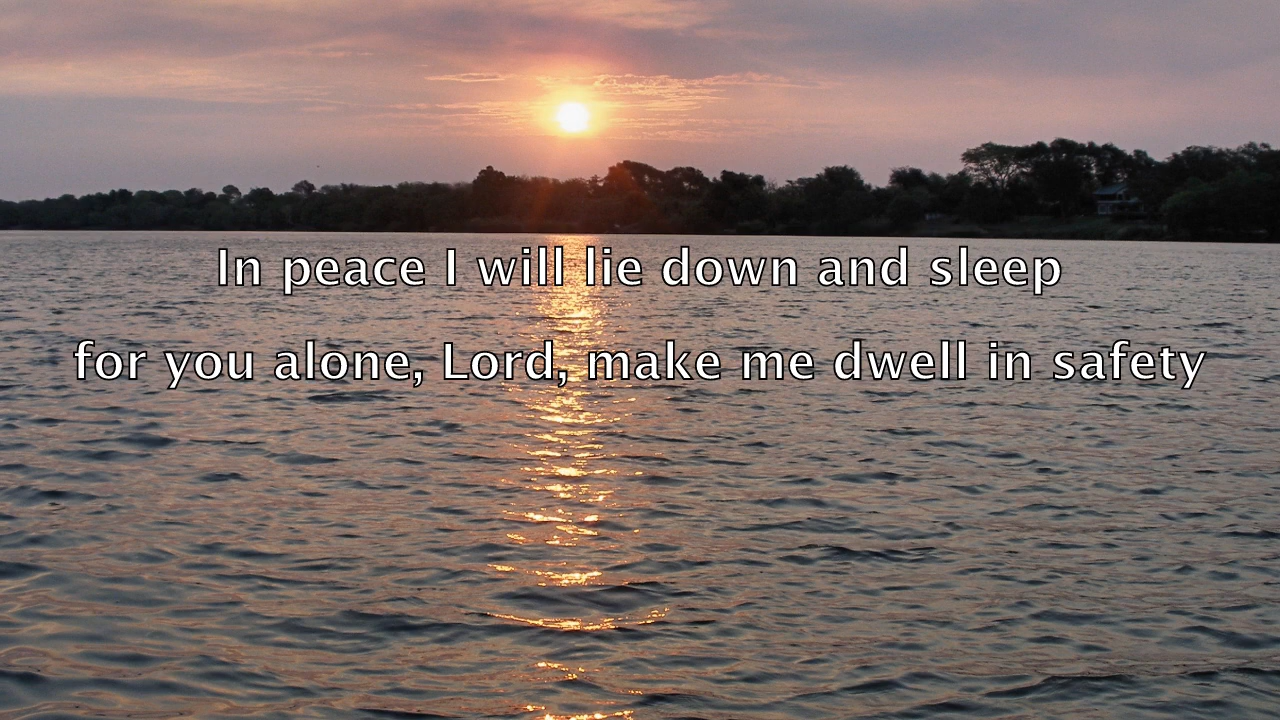 In peace I will lie down and sleep
for you alone, Lord, make me dwell in safety